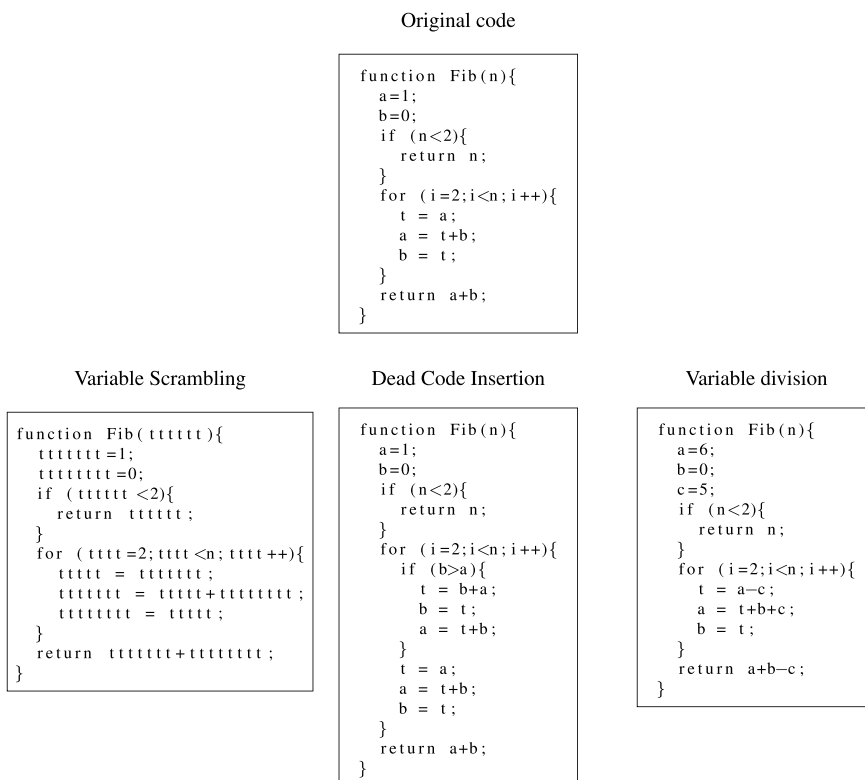 Original code
function Fib(n){
a=1;
b=0;
if (n<2){
return n;
}
for (i=2;i<n;i++){
t = a;
a = t+b;
b = t;
}
return a+b;
}
Variable Scrambling
function Fib(tttttt){
ttttttt=1;
tttttttt=0;
if (tttttt<2){
return tttttt;
}
for (tttt=2;tttt<n;tttt++){
ttttt = ttttttt;
ttttttt = ttttt+tttttttt;
tttttttt = ttttt;
}
return ttttttt+tttttttt;
}
Dead Code Insertion
function Fib(n){
a=1;
b=0;
if (n<2){
return n;
}
for (i=2;i<n;i++){
if (b>a){
t = b+a;
b = t;
a = t+b;
}
t = a;
a = t+b;
b = t;
}
return a+b;
}
Variable division
function Fib(n){
a=6;
b=0;
c=5;
if (n<2){
return n;
}
for (i=2;i<n;i++){
t = a−c;
a = t+b+c;
b = t;
}
return a+b−c;
}